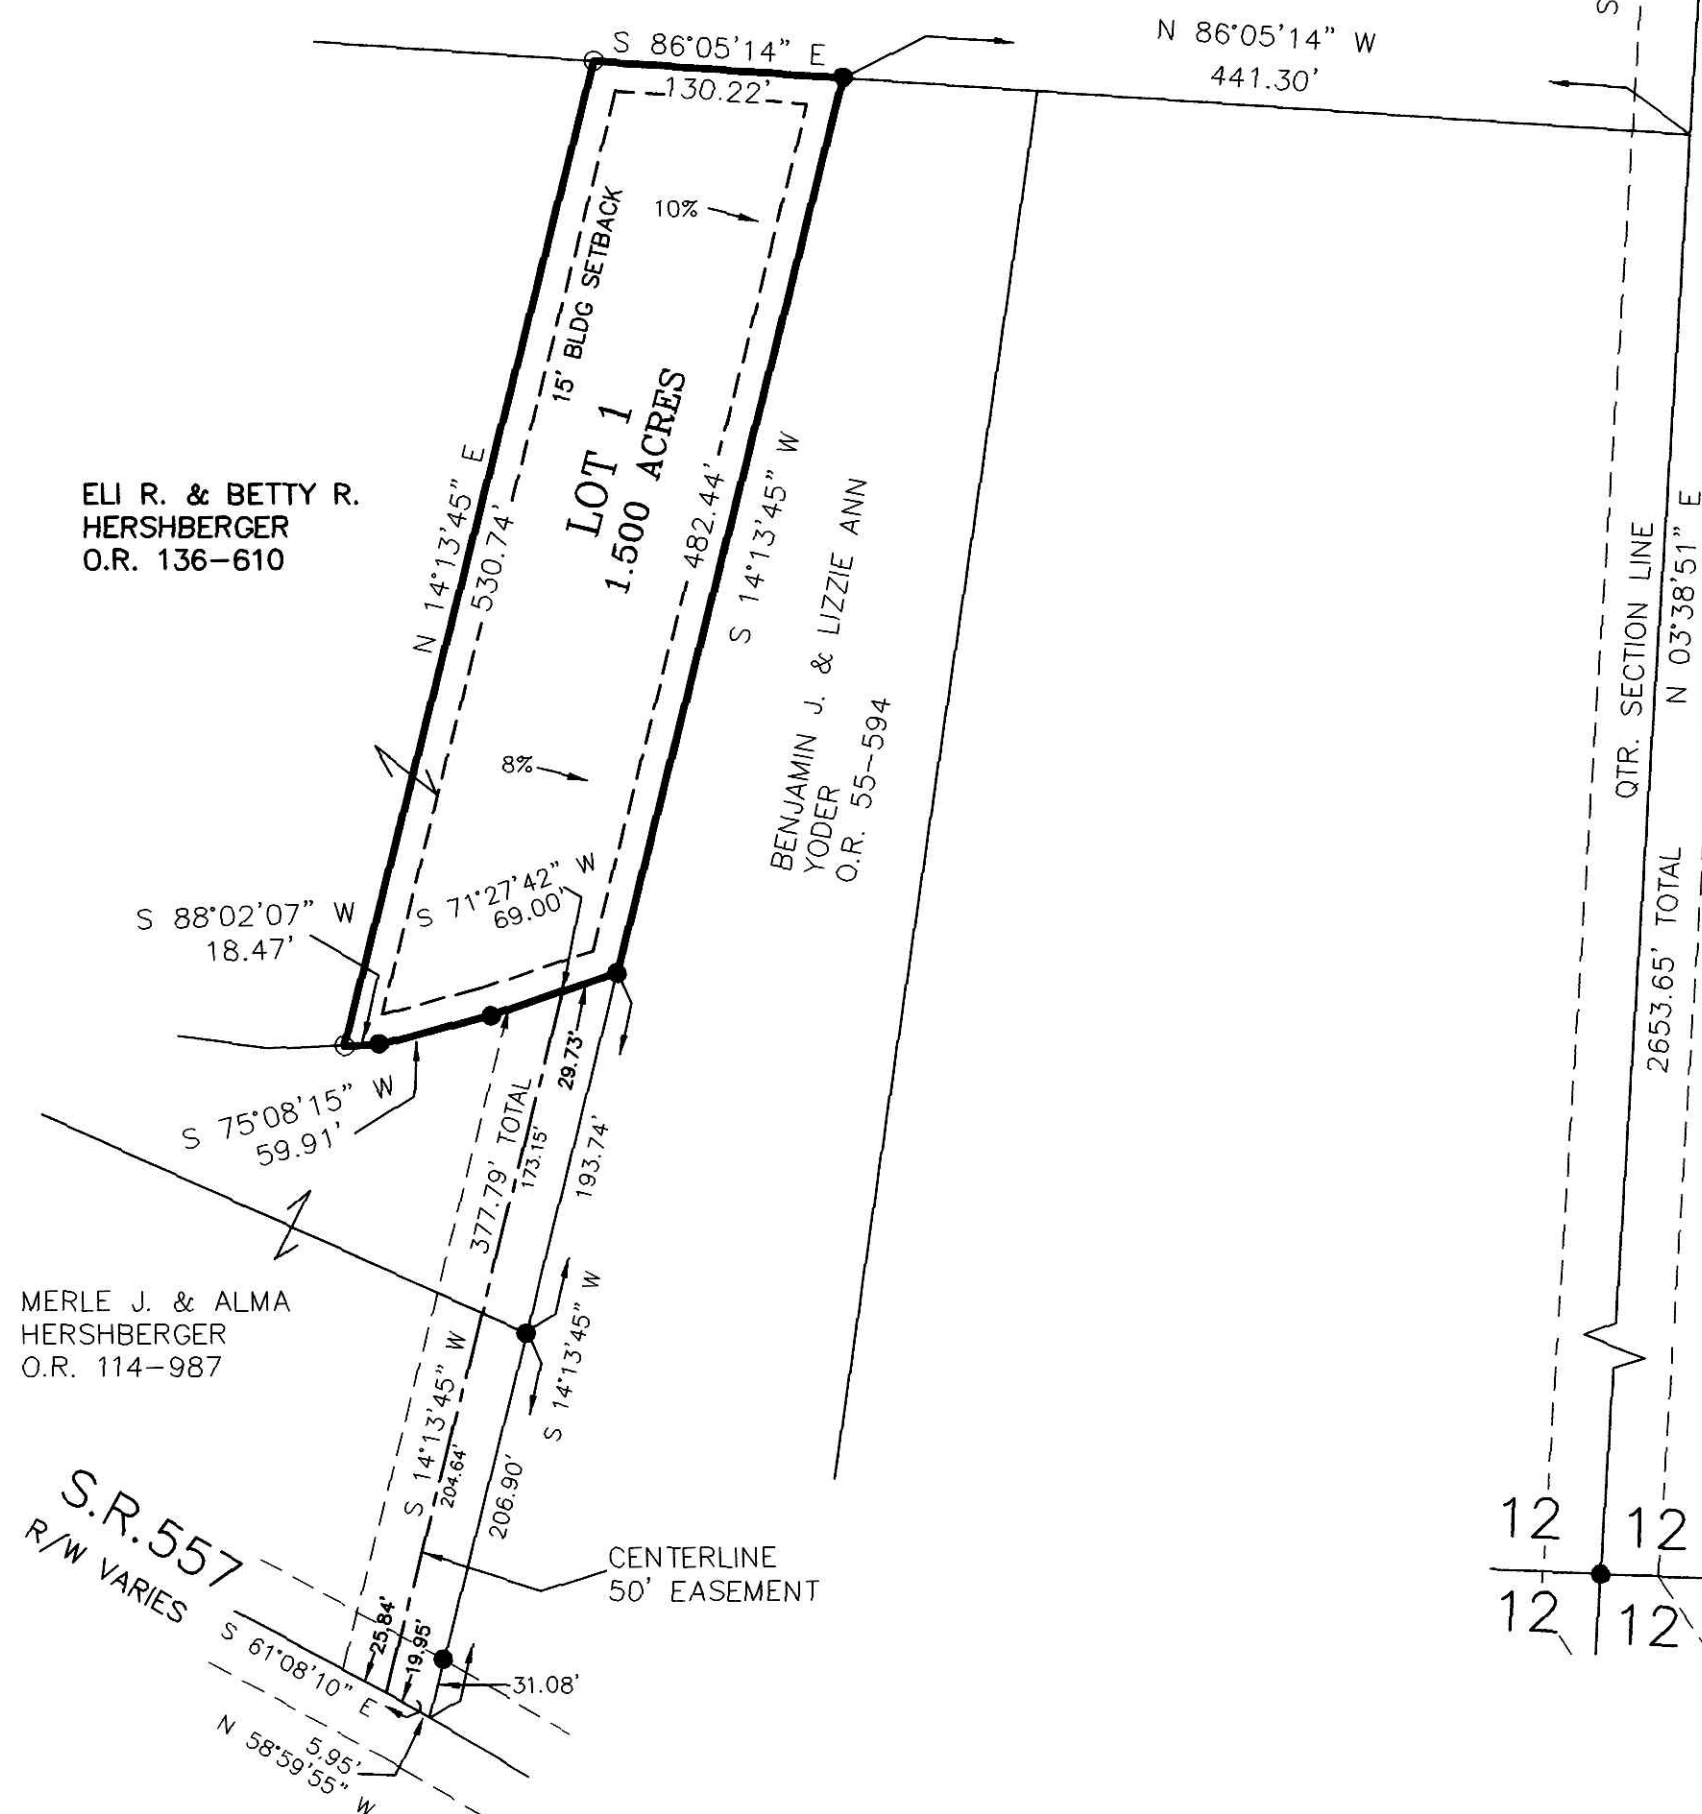 S
S 86°05'14" E
130.22'
N 86°05'14" W
441.30'
15' BLDG SETBACK
10%
LOT 1
1.500 ACRES
N 14°13'45" E
530.74'
482.44'
S 14°13'45" W
ELI R. & BETTY R.
HERSHBERGER
O.R. 136-610
BENJAMIN J. & LIZZIE ANN
YODER
O.R. 55-594
QTR. SECTION LINE
N 03°38'51" E
2653.65' TOTAL
8%
S 71°27'42" W
69.00'
S 88°02'07" W
18.47'
S 75°08'15" W
59.91'
29.73'
377.79' TOTAL
173.15'
193.74'
MERLE J. & ALMA
HERSHBERGER
O.R. 114-987
S 14°13'45" W
204.64'
S 14°13'45" W
206.90'
S.R.557
R/W VARIES
CENTERLINE
50' EASEMENT
25.84'
19.95'
31.08'
S 61°08'10" E
5.95'
N 58°59'55" W
12 12
12 12